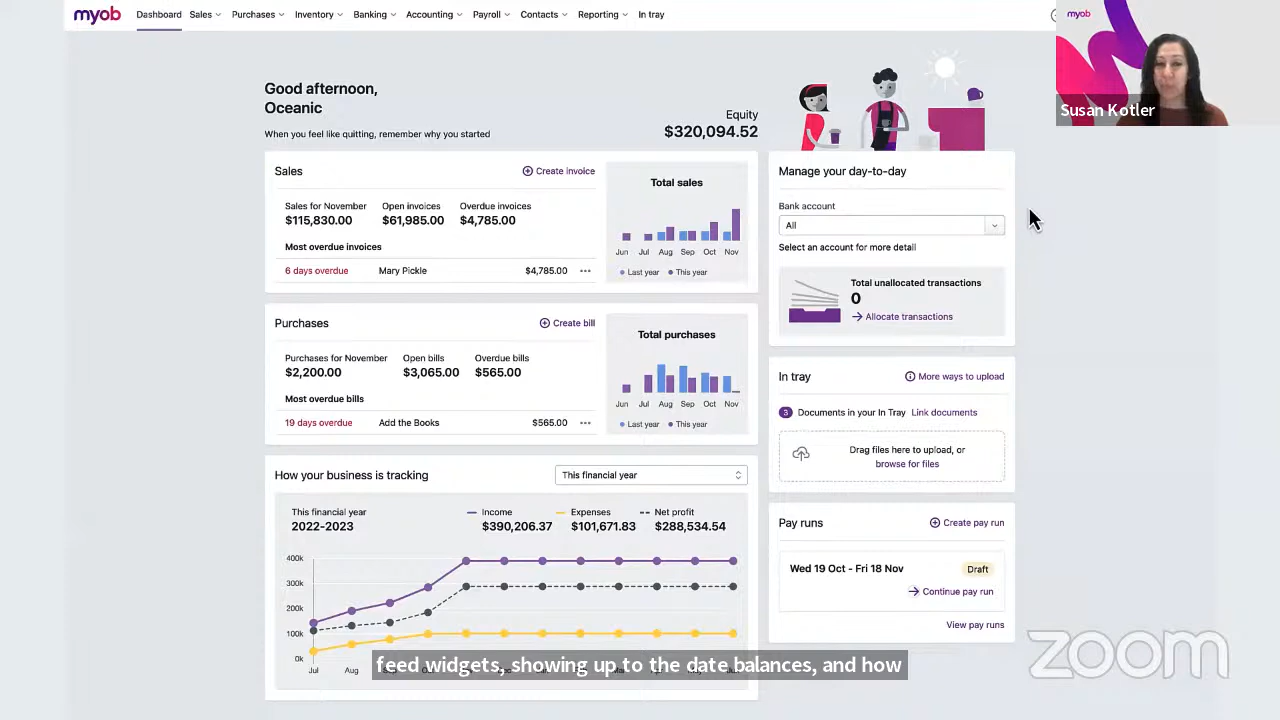 myob
Dashboard Sales Purchases Inventory Banking Accounting Payroll Contacts Reporting In tray
myob
Susan Kotler
Good afternoon,
Oceanic
When you feel like quitting, remember why you started
Equity
$320,094.52
Sales
Create invoice
Sales for November Open invoices Overdue invoices
$115,830.00 $61,985.00 $4,785.00
Most overdue invoices
6 days overdue Mary Pickle $4,785.00
Total sales
Jun Jul Aug Sep Oct Nov
Last year This year
Purchases
Create bill
Purchases for November Open bills Overdue bills
$2,200.00 $3,065.00 $565.00
Most overdue bills
19 days overdue Add the Books $565.00
Total purchases
Jun Jul Aug Sep Oct Nov
Last year This year
How your business is tracking
This financial year
This financial year
2022-2023
Income Expenses Net profit
$390,206.37 $101,671.83 $288,534.54
400k
300k
200k
100k
0k
Jul Aug
Manage your day-to-day
Bank account
All
Select an account for more detail
Total unallocated transactions
0
Allocate transactions
In tray
More ways to upload
3 Documents in your In Tray Link documents
Drag files here to upload, or
browse for files
Pay runs
Create pay run
Wed 19 Oct - Fri 18 Nov Draft
Continue pay run
View pay runs
feed widgets, showing up to the date balances, and how
zoom